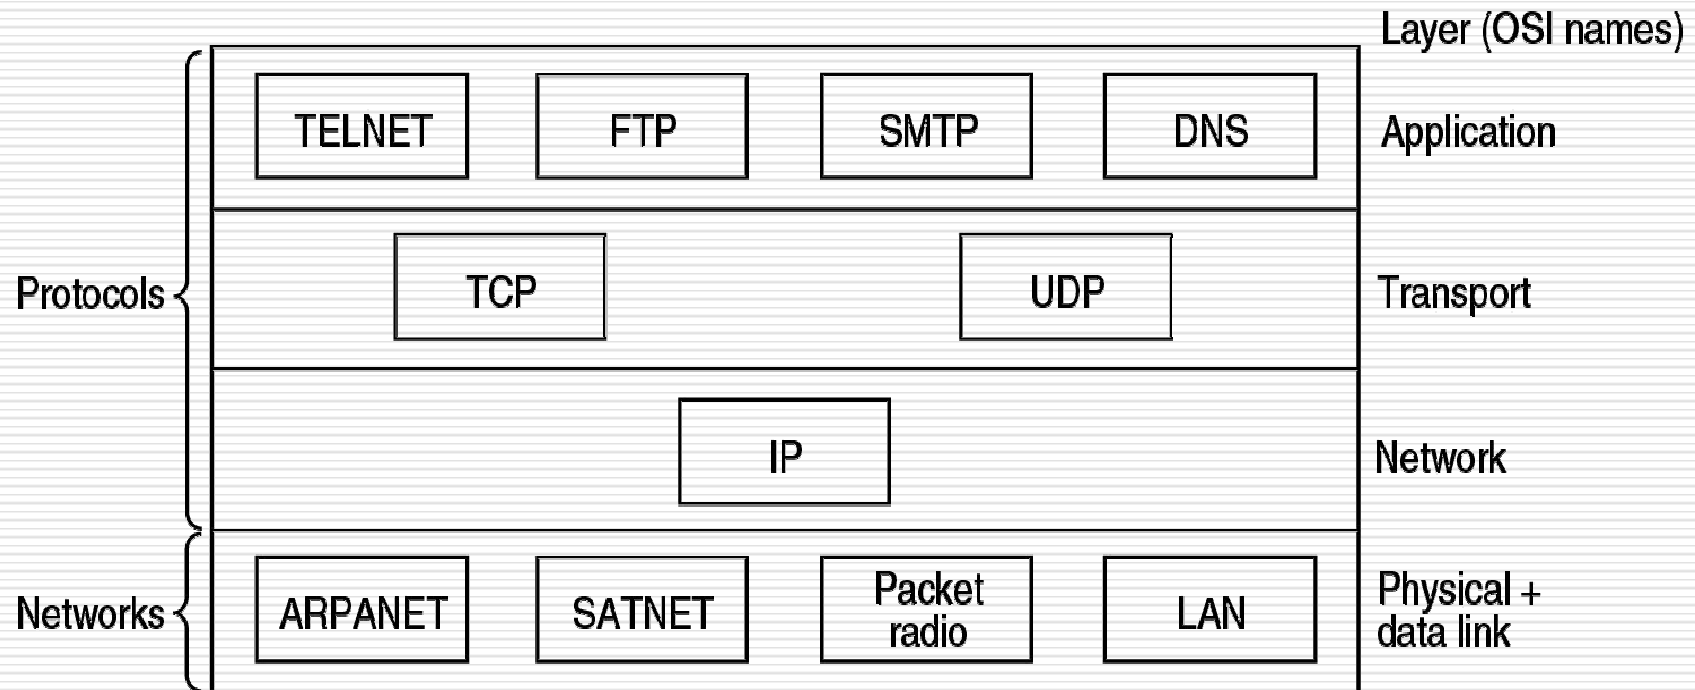 Layer (OSI names)
TELNET
FTP
SMTP
DNS
Application
Protocols
TCP
UDP
Transport
IP
Network
Networks
ARPANET
SATNET
Packet
radio
LAN
Physical +
data link